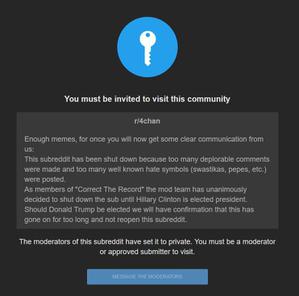 You must be invited to visit this community
r/4chan
Enough memes, for once you will now get some clear communication from
us:
This subreddit has been shut down because too many deplorable comments
were made and too many well known hate symbols (swastikas, pepes, etc.)
were posted.
As members of "Correct The Record" the mod team has unanimously
decided to shut down the sub until Hillary Clinton is elected president.
Should Donald Trump be elected we will have confirmation that this has
gone on for too long and not reopen this subreddit.
The moderators of this subreddit have set it to private. You must be a moderator
or approved submitter to visit.
MESSAGE THE MODERATORS